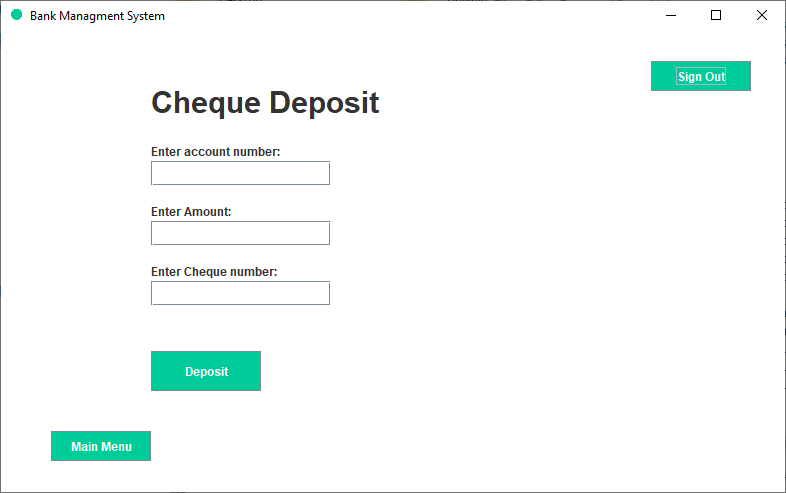 Bank Managment System
Sign Out
Cheque Deposit
Enter account number:
Enter Amount:
Enter Cheque number:
Deposit
Main Menu